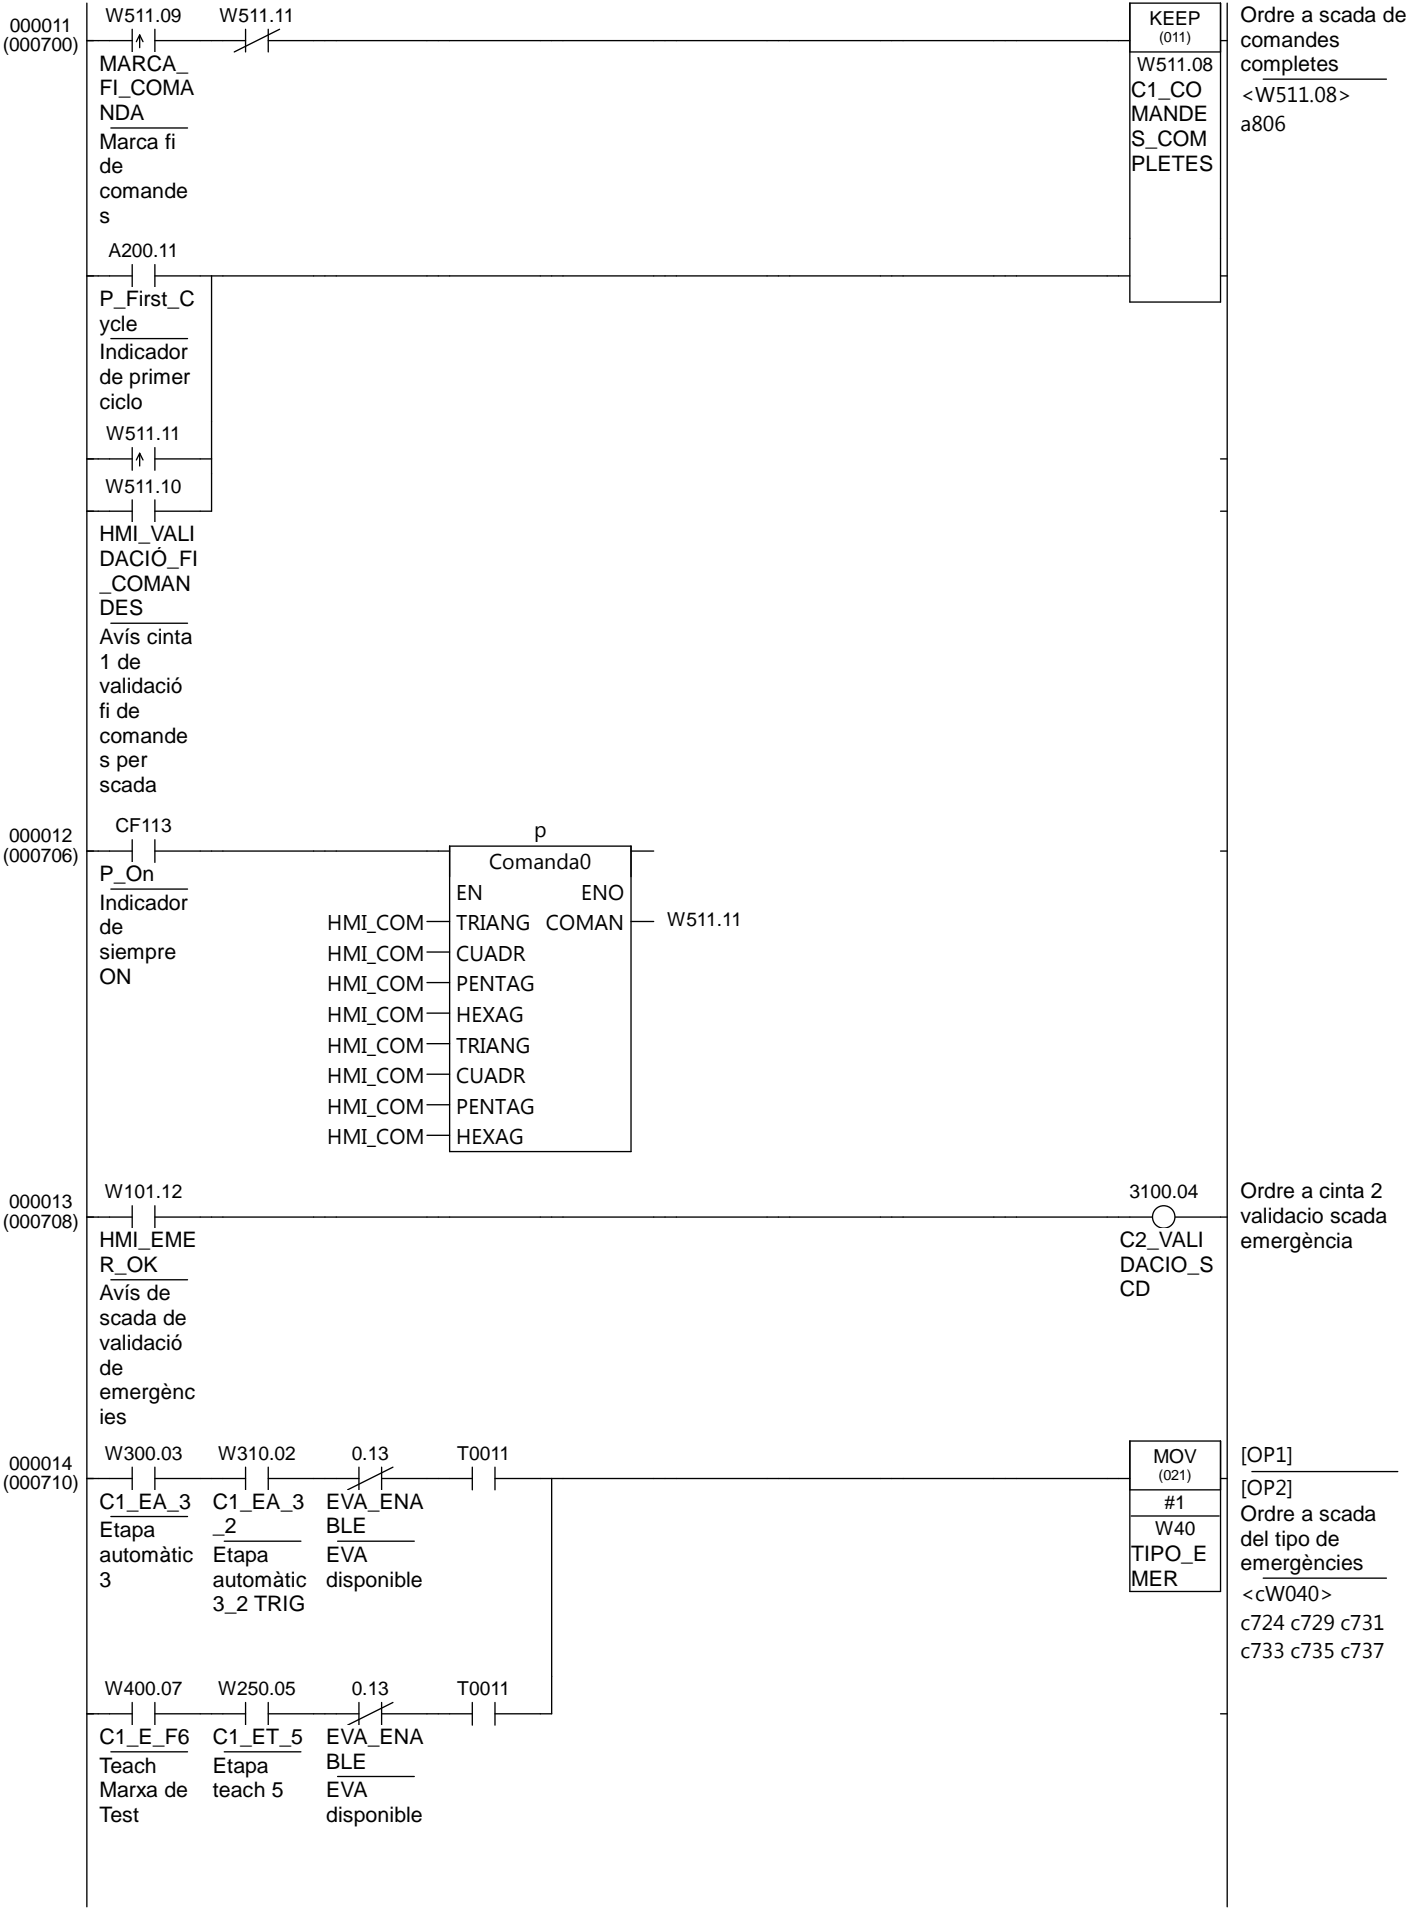 000011
(000700)
W511.09
MARCA_
FI_COMA
NDA
Marca fi
de
comande
s
W511.11
KEEP
(011)
W511.08
C1_CO
MANDE
S_COM
PLETES
Ordre a scada de
comandes
completes
<W511.08>
a806
A200.11
P_First_C
ycle
Indicador
de primer
ciclo
W511.11
W511.10
HMI_VALI
DACIÓ_FI
_COMAN
DES
Avís cinta
1 de
validació
fi de
comande
s per
scada
000012
(000706)
CF113
P_On
Indicador
de
siempre
ON
p
Comanda0
EN ENO
HMI_COM TRIANG COMAN W511.11
HMI_COM CUADR
HMI_COM PENTAG
HMI_COM HEXAG
HMI_COM TRIANG
HMI_COM CUADR
HMI_COM PENTAG
HMI_COM HEXAG
000013
(000708)
W101.12
HMI_EME
R_OK
Avís de
scada de
validació
de
emergènc
ies
3100.04
C2_VALI
DACIO_S
CD
Ordre a cinta 2
validacio scada
emergència
000014
(000710)
W300.03
C1_EA_3
Etapa
automàtic
3
W310.02
C1_EA_3
_2
Etapa
automàtic
3_2 TRIG
0.13
EVA_ENA
BLE
EVA
disponible
T0011
MOV
(021)
#1
W40
TIPO_E
MER
[OP1]
[OP2]
Ordre a scada
del tipo de
emergències
<cW040>
c724 c729 c731
c733 c735 c737
W400.07
C1_E_F6
Teach
Marxa de
Test
W250.05
C1_ET_5
Etapa
teach 5
0.13
EVA_ENA
BLE
EVA
disponible
T0011